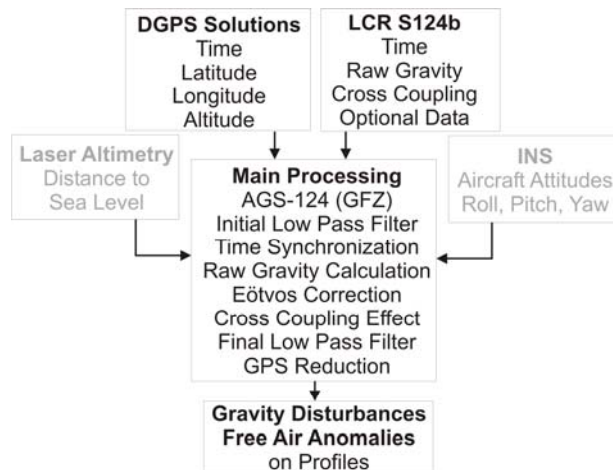 DGPS Solutions
Time
Latitude
Longitude
Altitude
LCR S124b
Time
Raw Gravity
Cross Coupling
Optional Data
Laser Altimetry
Distance to
Sea Level
Main Processing
AGS-124 (GFZ)
Initial Low Pass Filter
Time Synchronization
Raw Gravity Calculation
Eötvos Correction
Cross Coupling Effect
Final Low Pass Filter
GPS Reduction
INS
Aircraft Attitudes
Roll, Pitch, Yaw
Gravity Disturbances
Free Air Anomalies
on Profiles